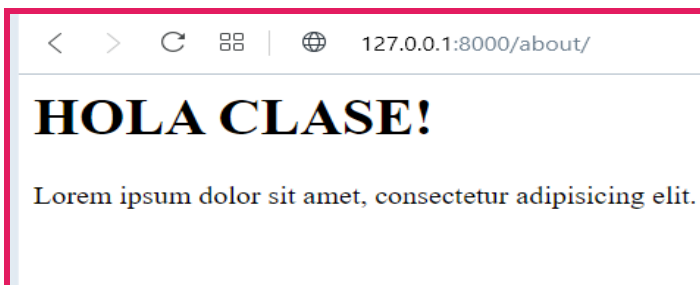 127.0.0.1:8000/about/
HOLA CLASE!
Lorem ipsum dolor sit amet, consectetur adipisicing elit.